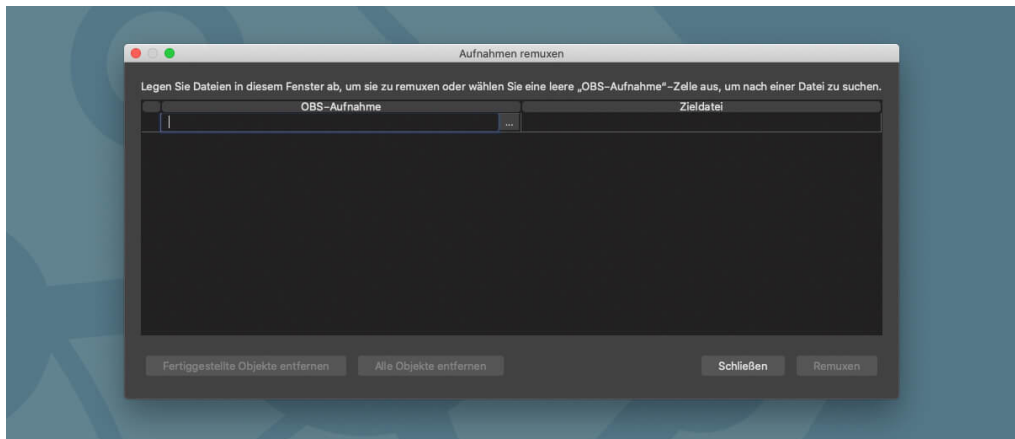 Aufnahmen remuxen
Legen Sie Dateien in diesem Fenster ab, um sie zu remuxen oder wählen Sie eine leere „OBS-Aufnahme“-Zelle aus, um nach einer Datei zu suchen.
OBS-Aufnahme Zieldatei
...
Fertiggestellte Objekte entfernen Alle Objekte entfernen Schließen Remuxen